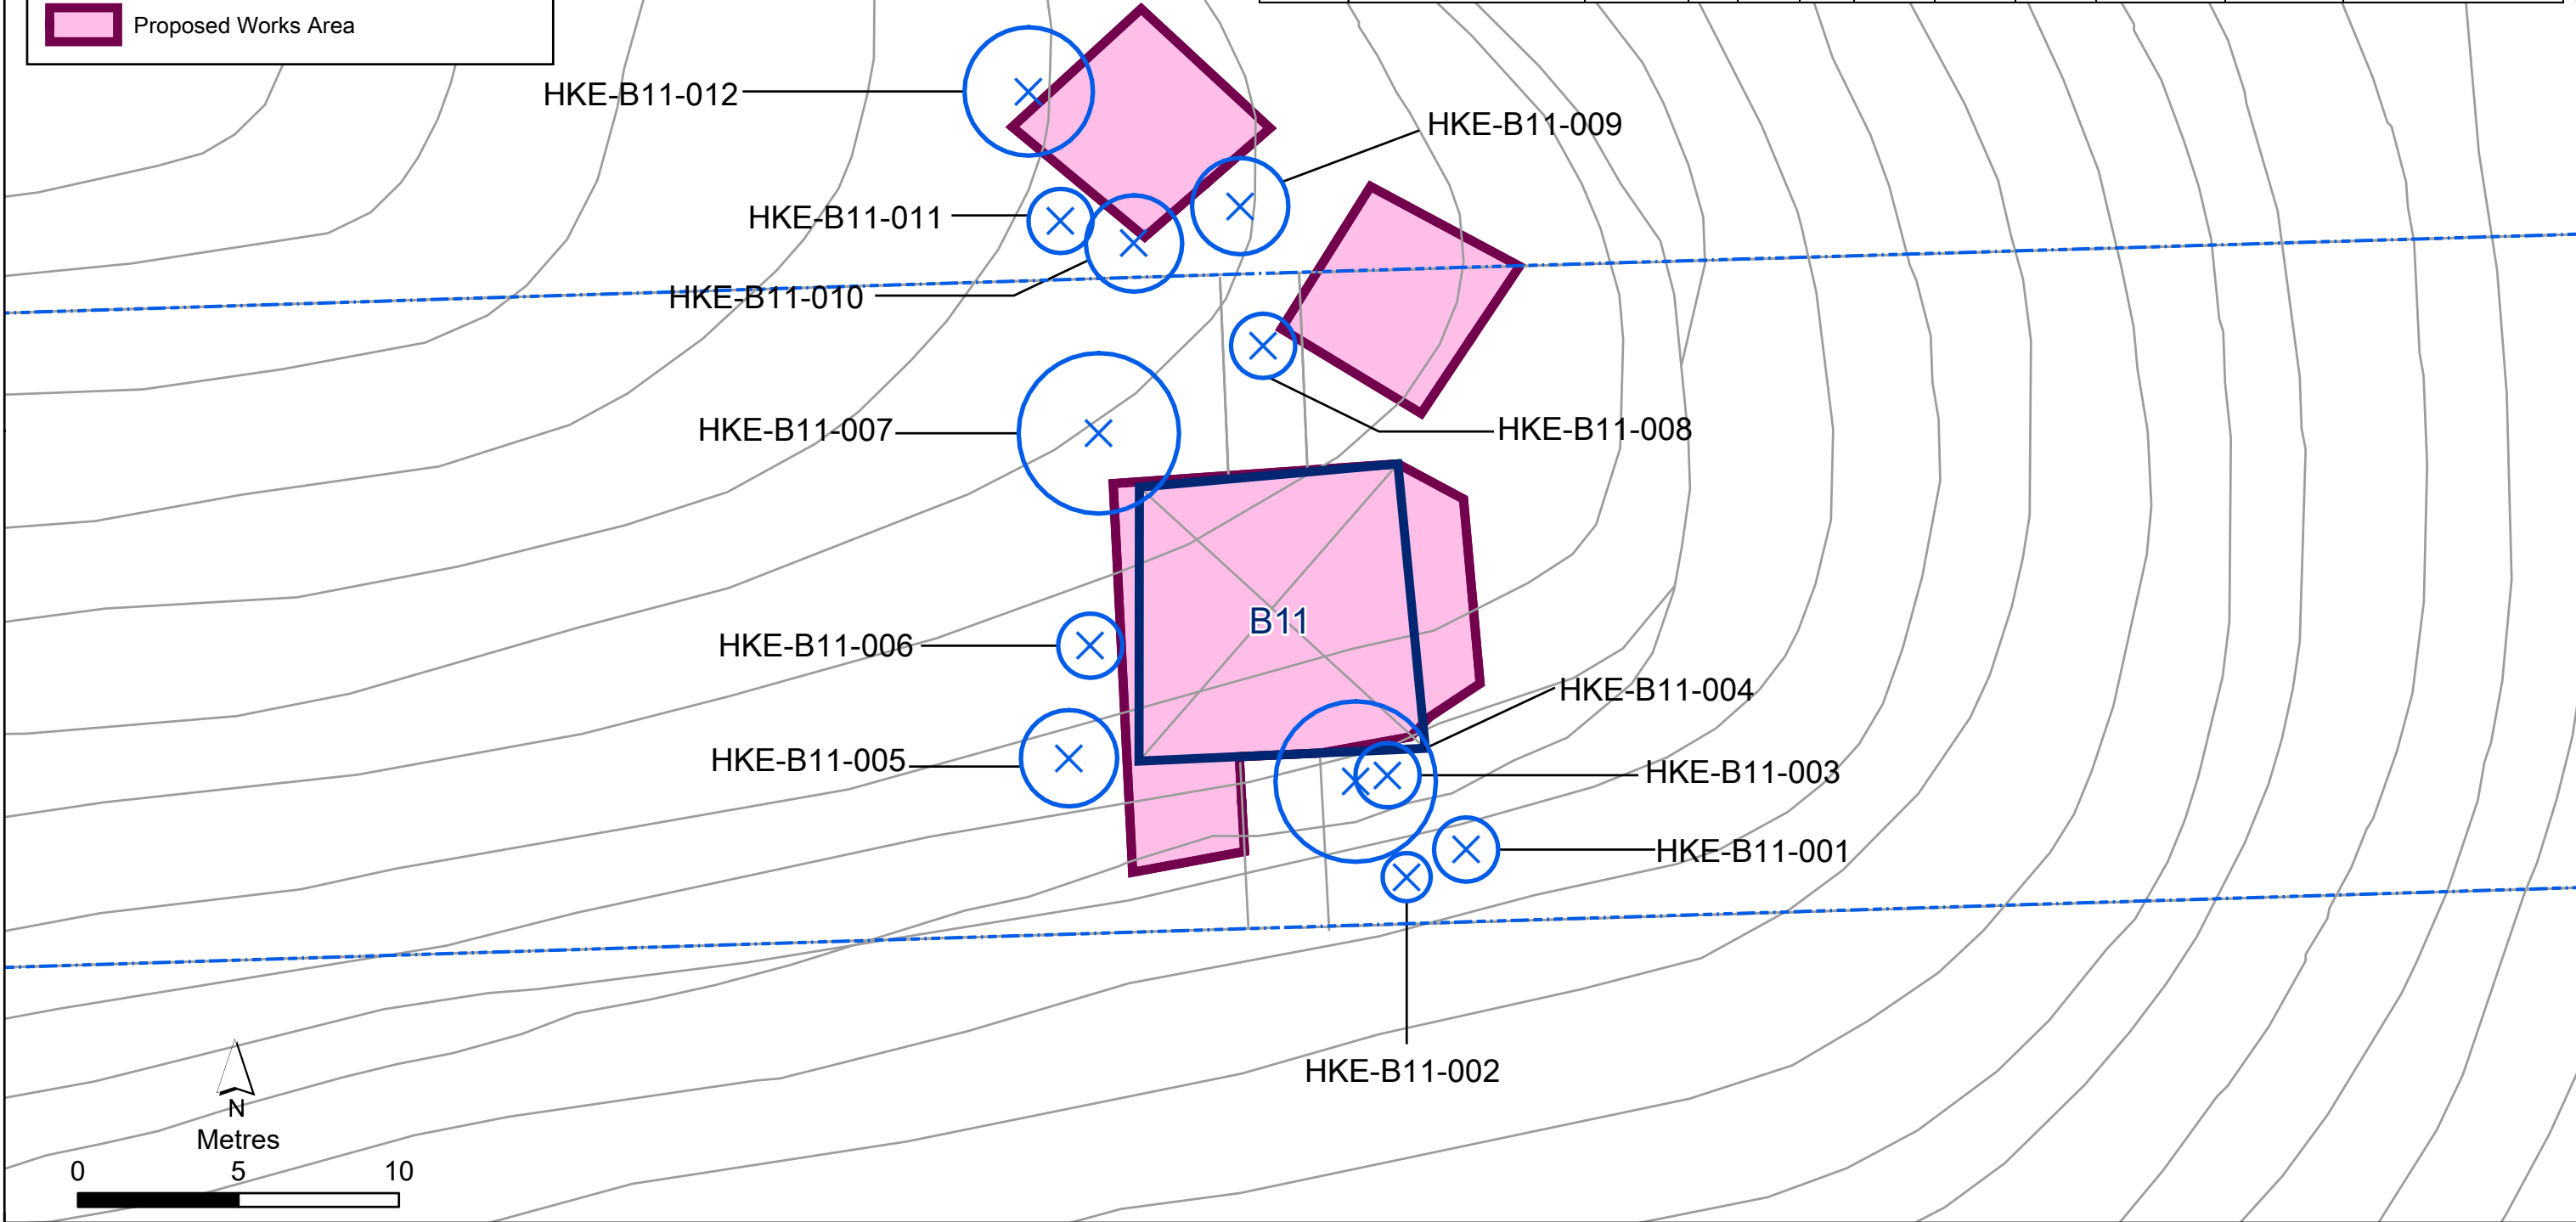 Proposed Works Area
HKE-B11-012
HKE-B11-009
HKE-B11-011
HKE-B11-010
HKE-B11-007
HKE-B11-008
B11
HKE-B11-006
HKE-B11-004
HKE-B11-005
HKE-B11-003
HKE-B11-001
HKE-B11-002
N
Metres
0 5 10